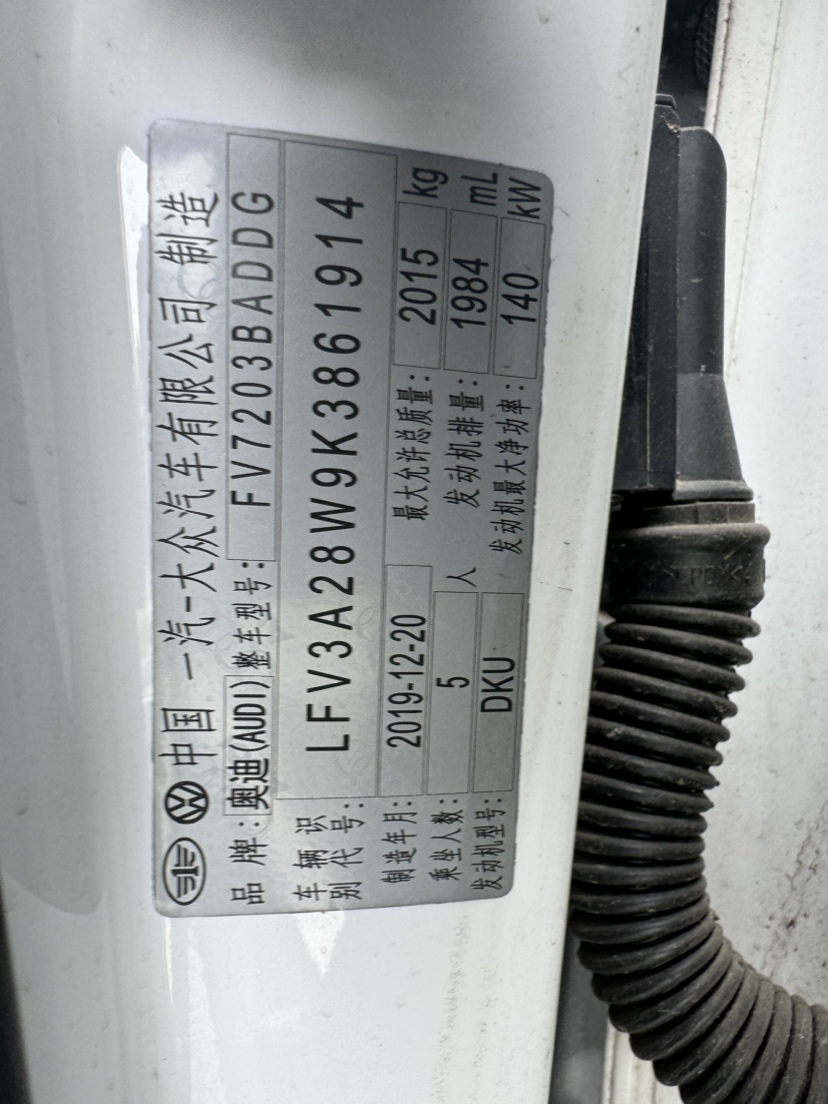 中国 一汽-大众汽车有限公司 制造
品牌:奥迪(AUDI) 整车型号: FV7203BADDG
车辆识别代号: LFV3A28W9K3861914
制造年月: 2019-12-20 最大允许总质量: 2015 kg
乘坐人数: 5 人 发动机排量: 1984 mL
发动机型号: DKU 发动机最大净功率: 140 kW